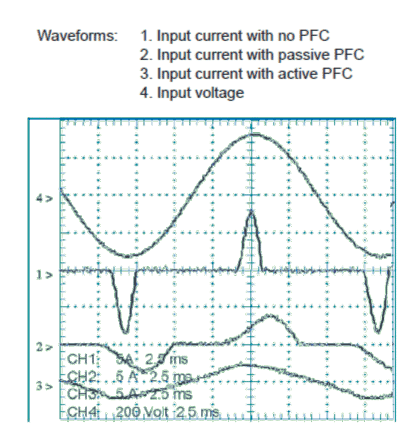 Waveforms: 1. Input current with no PFC
2. Input current with passive PFC
3. Input current with active PFC
4. Input voltage
4 >
1 >
2 >
3 >
CH1: 5A 2.5 ms
CH2: 5 A 2.5 ms
CH3: 5 A 2.5 ms
CH4: 200 Volt 2.5 ms